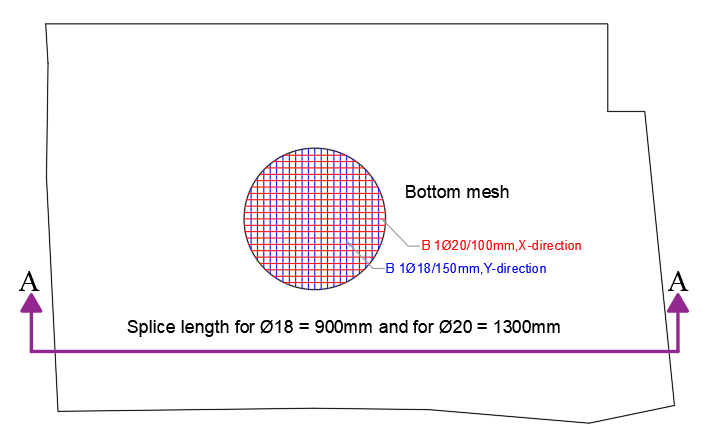 Bottom mesh
B 1Ø20/100mm,X-direction
B 1Ø18/150mm,Y-direction
A
A
Splice length for Ø18 = 900mm and for Ø20 = 1300mm